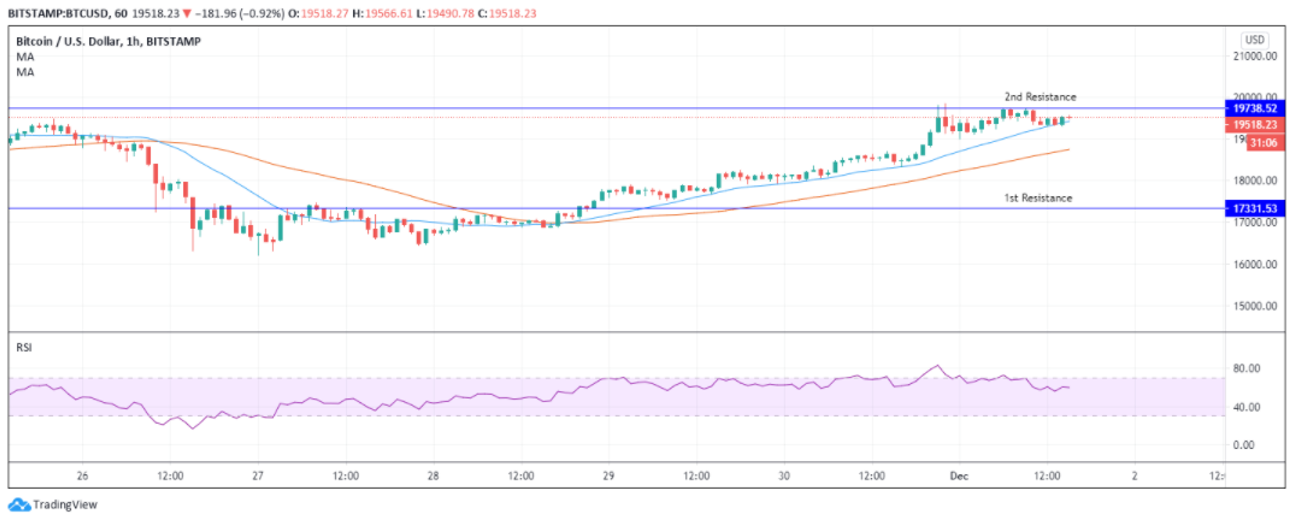 BITSTAMP:BTCUSD, 60 19518.23 ▼ −181.96 (−0.92%) O:19518.27 H:19566.61 L:19490.78 C:19518.23
Bitcoin / U.S. Dollar, 1h, BITSTAMP
MA
MA
USD
21000.00
20000.00
2nd Resistance
19738.52
19518.23
31:06
18000.00
1st Resistance
17331.53
17000.00
16000.00
15000.00
RSI
80.00
40.00
0.00
26 12:00 27 12:00 28 12:00 29 12:00 30 12:00 Dec 12:00 2
TradingView